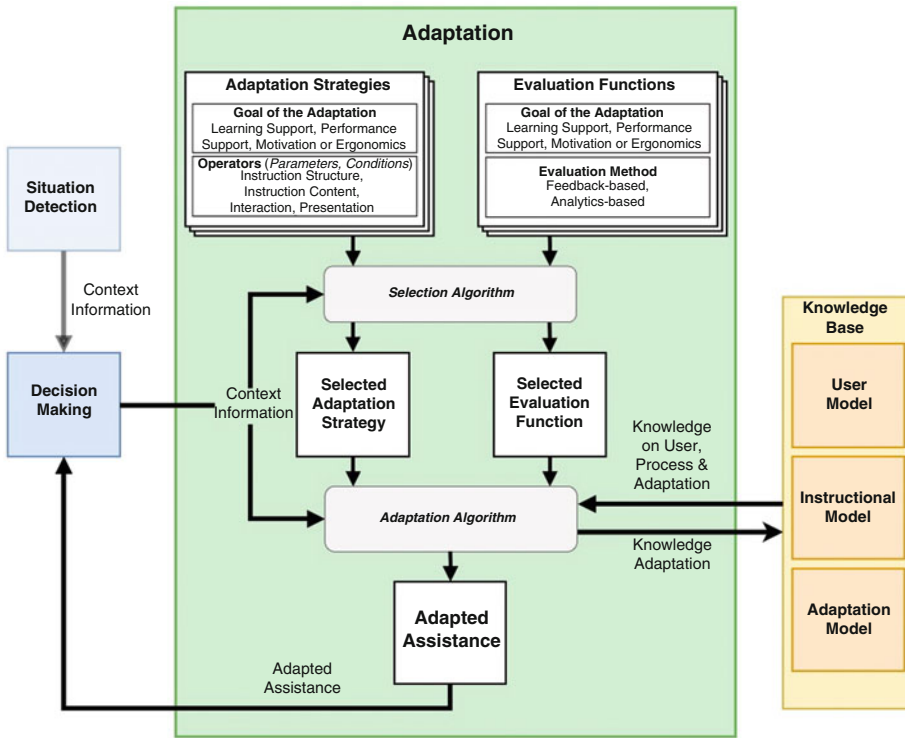 Adaptation
Adaptation Strategies
Goal of the Adaptation
Learning Support, Performance
Support, Motivation or Ergonomics
Operators (Parameters, Conditions)
Instruction Structure,
Instruction Content,
Interaction, Presentation
Evaluation Functions
Goal of the Adaptation
Learning Support, Performance
Support, Motivation or Ergonomics
Evaluation Method
Feedback-based,
Analytics-based
Situation
Detection
Context
Information
Decision
Making
Context
Information
Selection Algorithm
Selected
Adaptation
Strategy
Selected
Evaluation
Function
Adaptation Algorithm
Knowledge
on User,
Process &
Adaptation
Knowledge
Adaptation
Knowledge
Base
User
Model
Instructional
Model
Adaptation
Model
Adapted
Assistance
Adapted
Assistance